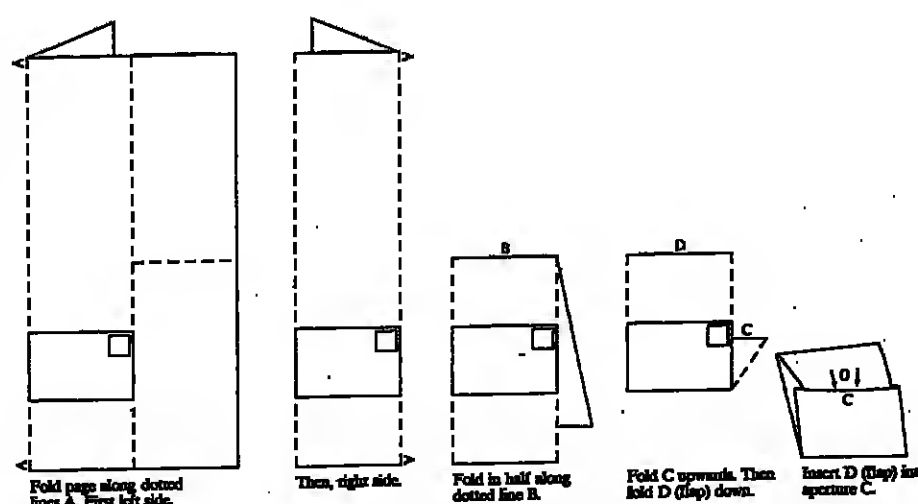 B
D
C
D
C
Fold page along dotted
lines A. First left side.
Then, right side.
Fold in half along
dotted line B.
Fold C upwards. Then
fold D (flap) down.
Insert D (flap) into
aperture C.